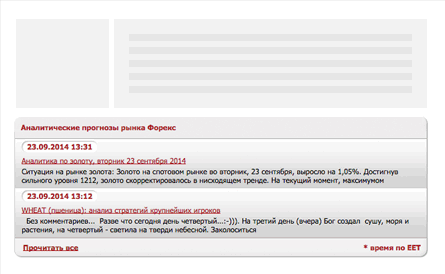 Аналитические прогнозы рынка Форекс
23.09.2014 13:31
Аналитика по золоту, вторник 23 сентября 2014
Ситуация на рынке золота: Золото на спотовом рынке во вторник, 23 сентября, выросло на 1,05%. Достигнув
сильного уровня 1212, золото скорректировалось в нисходящем тренде. На текущий момент, максимумом
23.09.2014 13:12
WHEAT (пшеница): анализ стратегий крупнейших игроков
Без комментариев... Разве что сегодня день четвертый...:-))). На третий день (вчера) Бог создал сушу, моря и
растения, на четвертый - светила на тверди небесной. Заколоситься
Прочитать все
* время по EET